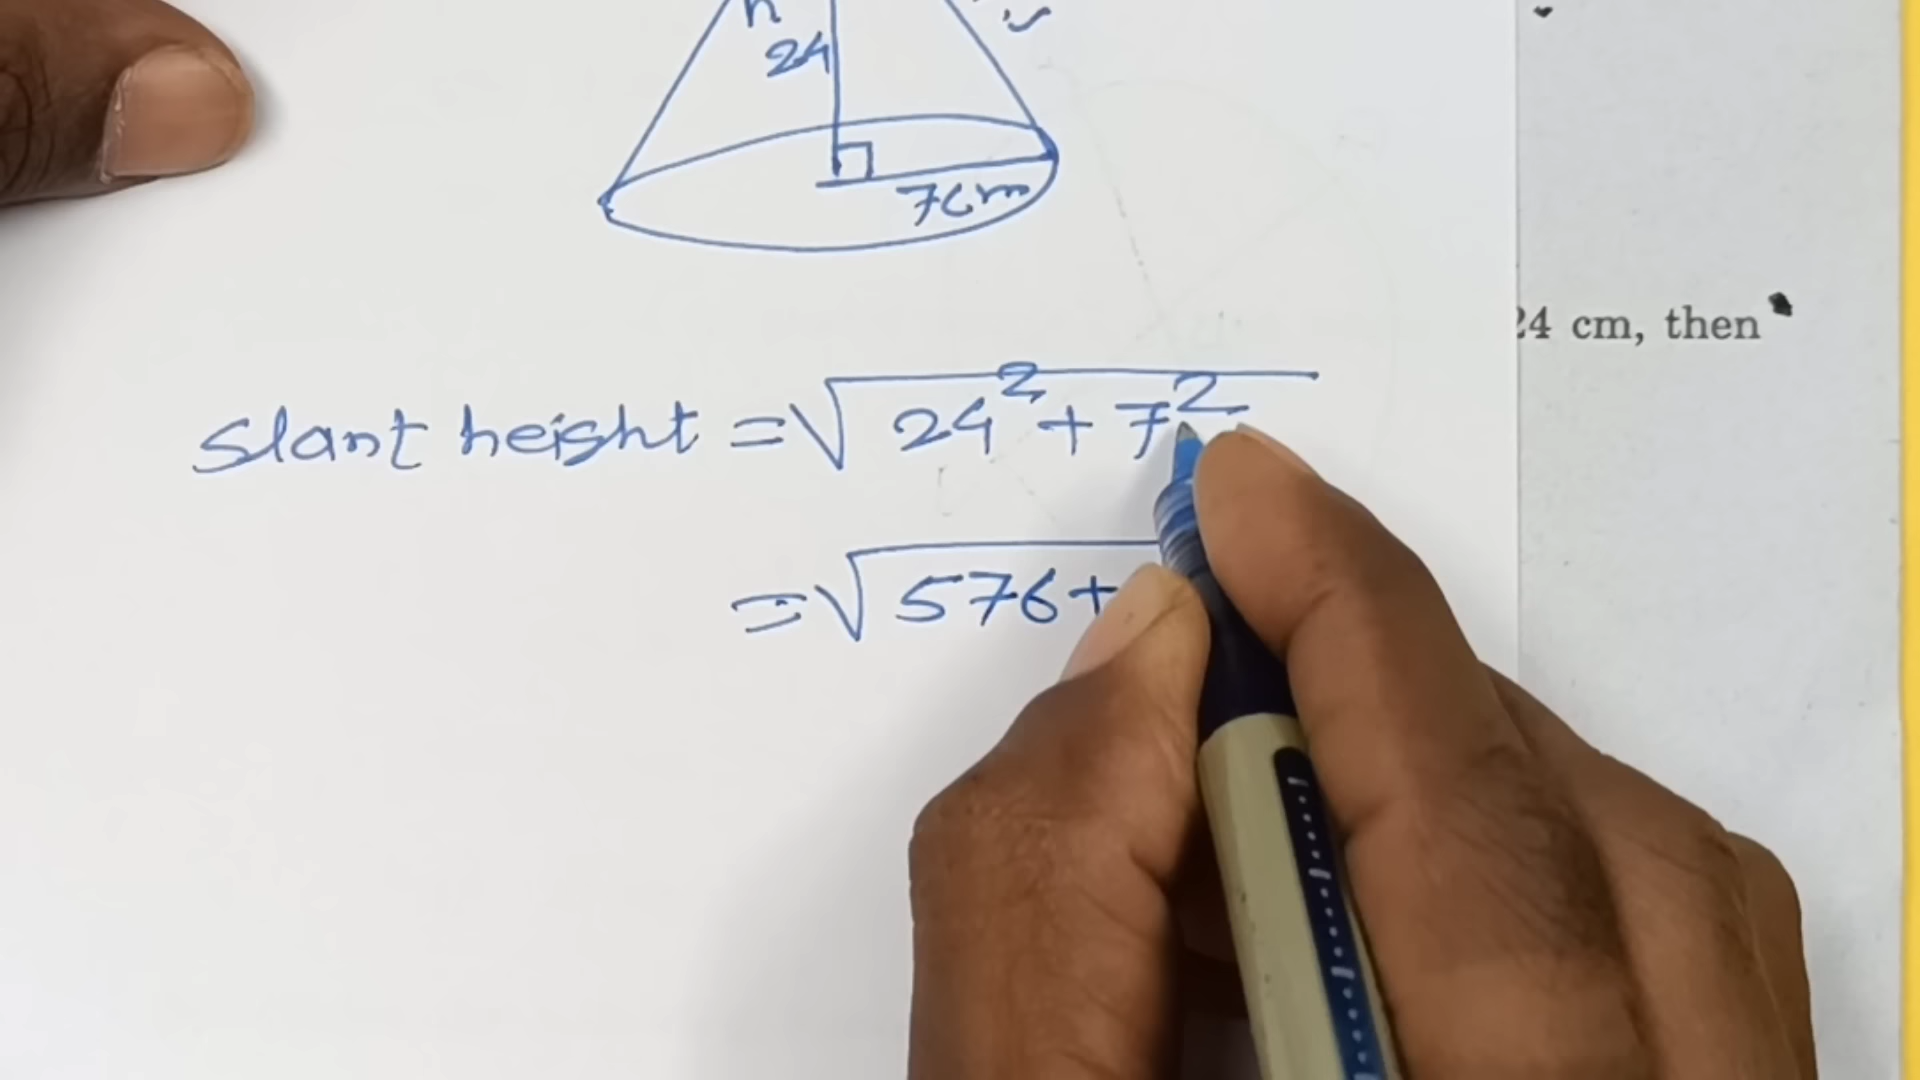 h
24
7cm
24 cm, then
slant height = √24² + 7²
= √576+